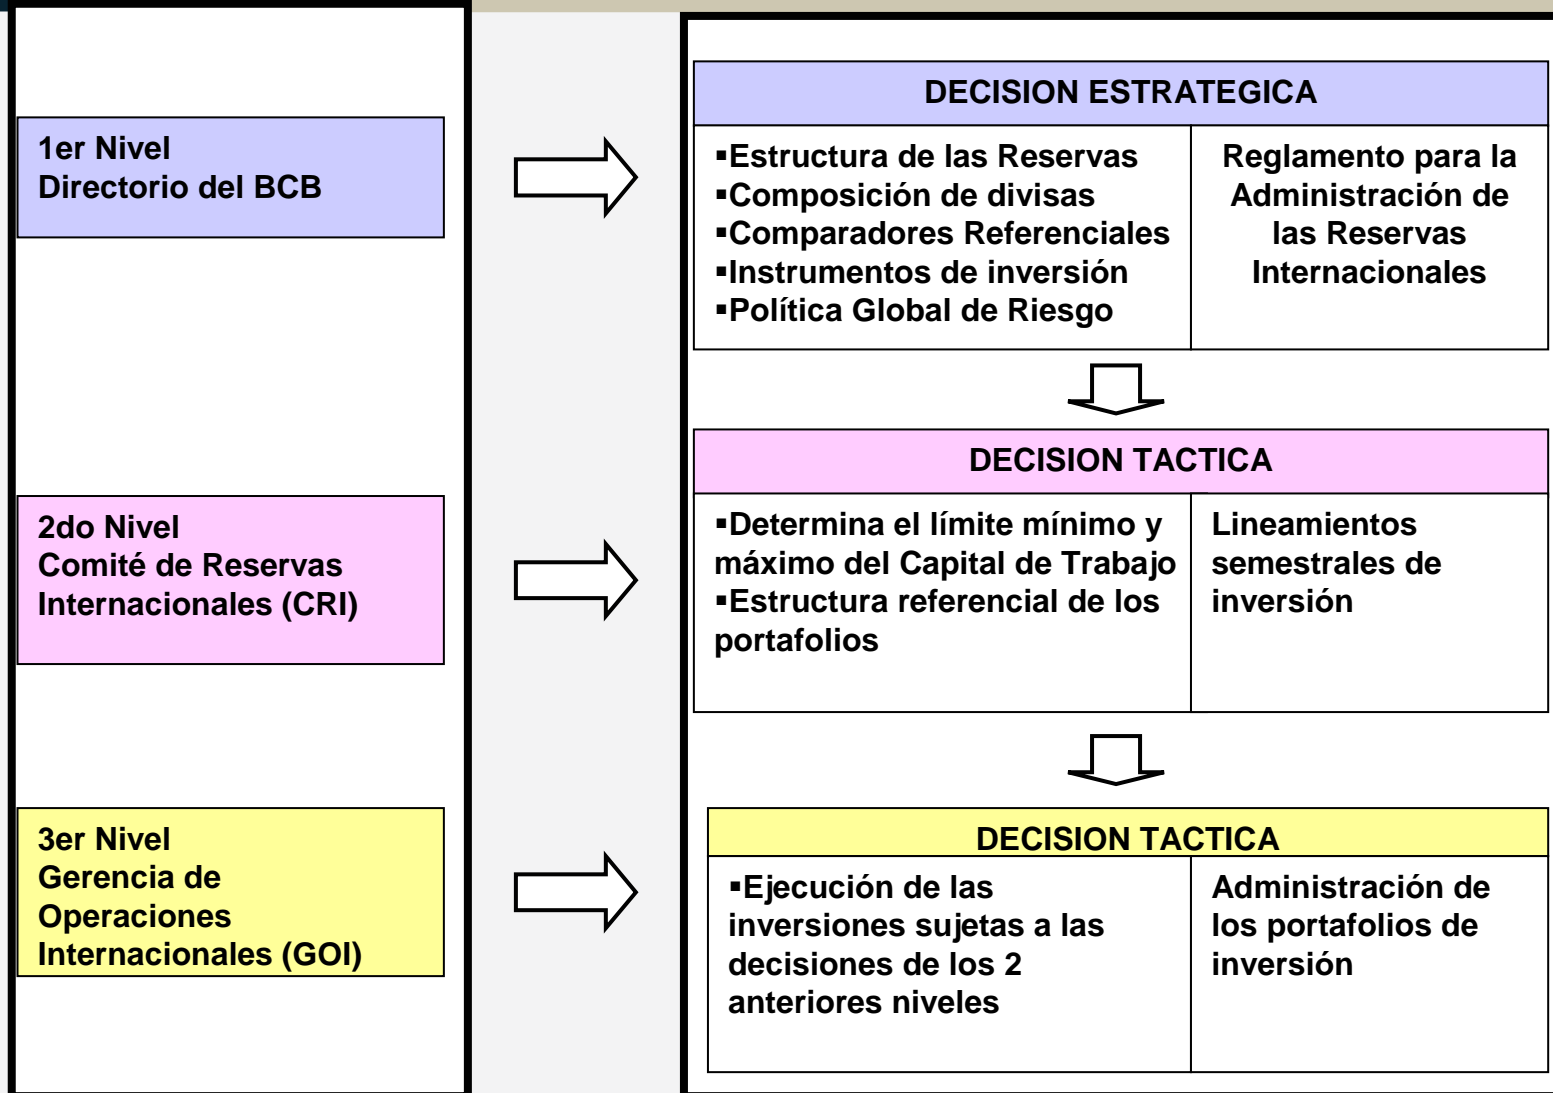 1er Nivel
Directorio del BCB
DECISION ESTRATEGICA
▪Estructura de las Reservas
▪Composición de divisas
▪Comparadores Referenciales
▪Instrumentos de inversión
▪Política Global de Riesgo
Reglamento para la
Administración de
las Reservas
Internacionales
2do Nivel
Comité de Reservas
Internacionales (CRI)
DECISION TACTICA
▪Determina el límite mínimo y
máximo del Capital de Trabajo
▪Estructura referencial de los
portafolios
Lineamientos
semestrales de
inversión
3er Nivel
Gerencia de
Operaciones
Internacionales (GOI)
DECISION TACTICA
▪Ejecución de las
inversiones sujetas a las
decisiones de los 2
anteriores niveles
Administración de
los portafolios de
inversión